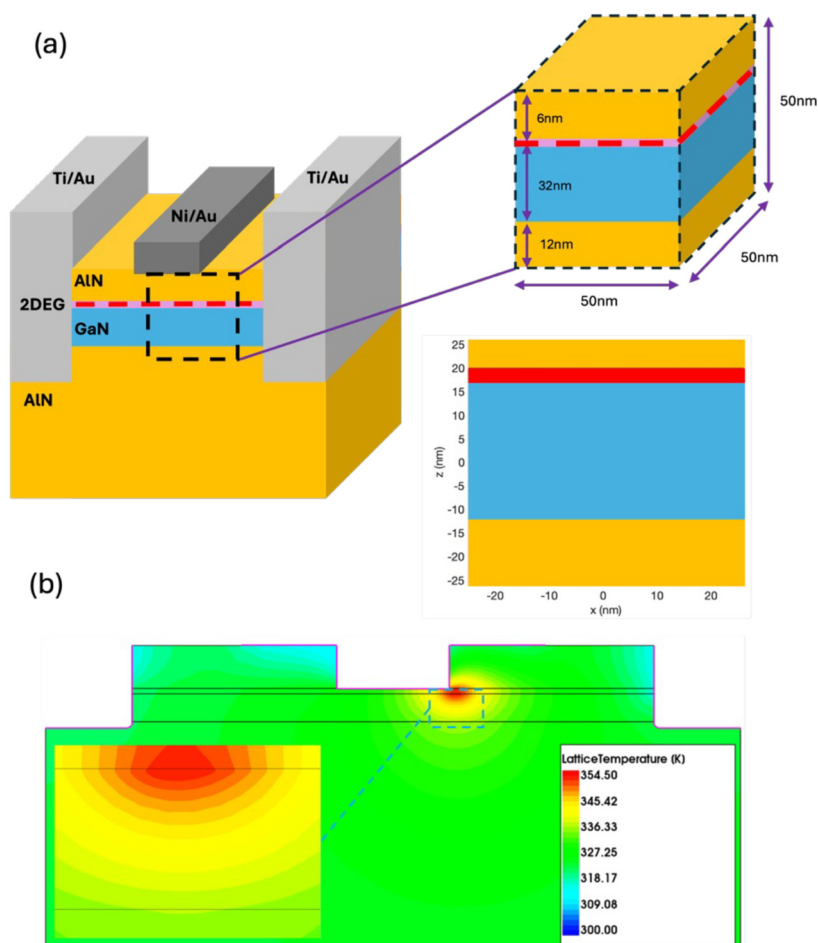 (a)
Ti/Au
Ni/Au
Ti/Au
AlN
2DEG
GaN
AlN
6nm
32nm
12nm
50nm
50nm
50nm
25
20
15
10
5
0
-5
-10
-15
-20
-25
z (nm)
-20
-10
0
10
20
x (nm)
(b)
LatticeTemperature (K)
354.50
345.42
336.33
327.25
318.17
309.08
300.00